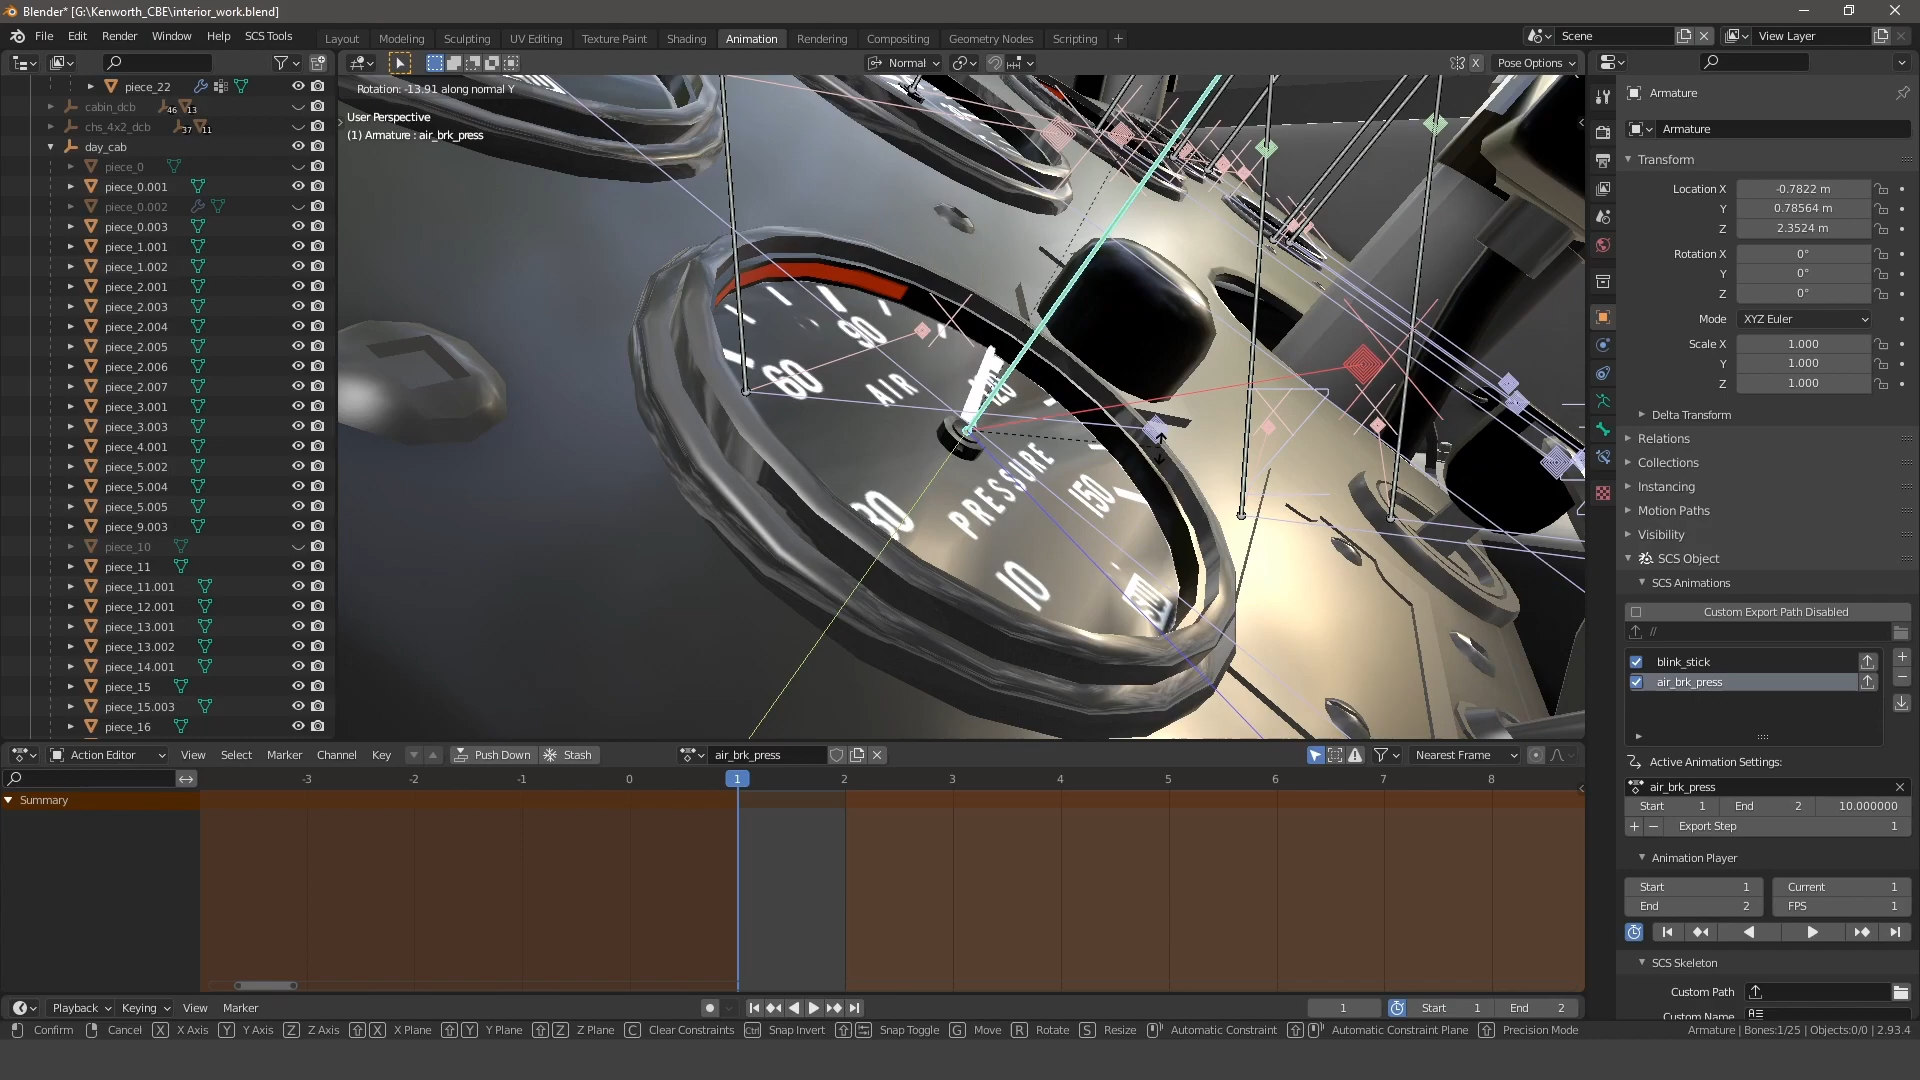 Blender* [G:\Kenworth_CBE\interior_work.blend]
File Edit Render Window Help SCS Tools
Layout Modeling Sculpting UV Editing Texture Paint Shading Animation Rendering Compositing Geometry Nodes Scripting +
Scene
View Layer
Normal
X
Pose Options
piece_22
cabin_dcb 46 13
chs_4x2_dcb 37 11
day_cab
piece_0
piece_0.001
piece_0.002
piece_0.003
piece_1.001
piece_1.002
piece_2.001
piece_2.003
piece_2.004
piece_2.005
piece_2.006
piece_2.007
piece_3.001
piece_3.003
piece_4.001
piece_5.002
piece_5.004
piece_5.005
piece_9.003
piece_10
piece_11
piece_11.001
piece_12.001
piece_13.001
piece_13.002
piece_14.001
piece_15
piece_15.003
piece_16
Rotation: -13.91 along normal Y
User Perspective
(1) Armature : air_brk_press
60
90
AIR
120
PRESSURE
30
150
10
Armature
Armature
Transform
Location X -0.7822 m
Y 0.78564 m
Z 2.3524 m
Rotation X 0°
Y 0°
Z 0°
Mode XYZ Euler
Scale X 1.000
Y 1.000
Z 1.000
Delta Transform
Relations
Collections
Instancing
Motion Paths
Visibility
SCS Object
SCS Animations
Custom Export Path Disabled
//
blink_stick
air_brk_press
Active Animation Settings:
air_brk_press
Start 1 End 2 10.000000
Export Step 1
Animation Player
Start 1 Current 1
End 2 FPS 1
SCS Skeleton
Custom Path
Custom Name
Action Editor View Select Marker Channel Key Push Down Stash air_brk_press Nearest Frame
-3 -2 -1 0 1 2 3 4 5 6 7 8
Summary
Playback Keying View Marker 1 Start 1 End 2
Confirm Cancel X X Axis Y Y Axis Z Z Axis X X Plane Y Y Plane Z Z Plane C Clear Constraints Ctrl Snap Invert Snap Toggle G Move R Rotate S Resize Automatic Constraint Automatic Constraint Plane Precision Mode Armature | Bones:1/25 | Objects:0/0 | 2.93.4